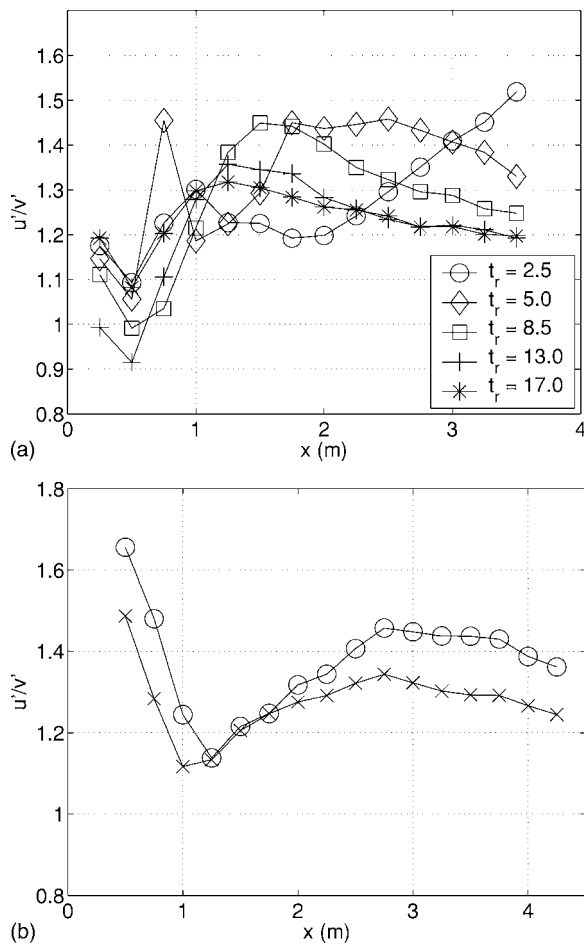 1.6
1.5
1.4
1.3
1.2
1.1
1
0.9
0.8
u'/v'
t_r = 2.5
t_r = 5.0
t_r = 8.5
t_r = 13.0
t_r = 17.0
0 1 2 3 4
(a)
x (m)
1.8
1.6
1.4
1.2
1
0.8
u'/v'
0 1 2 3 4
(b)
x (m)